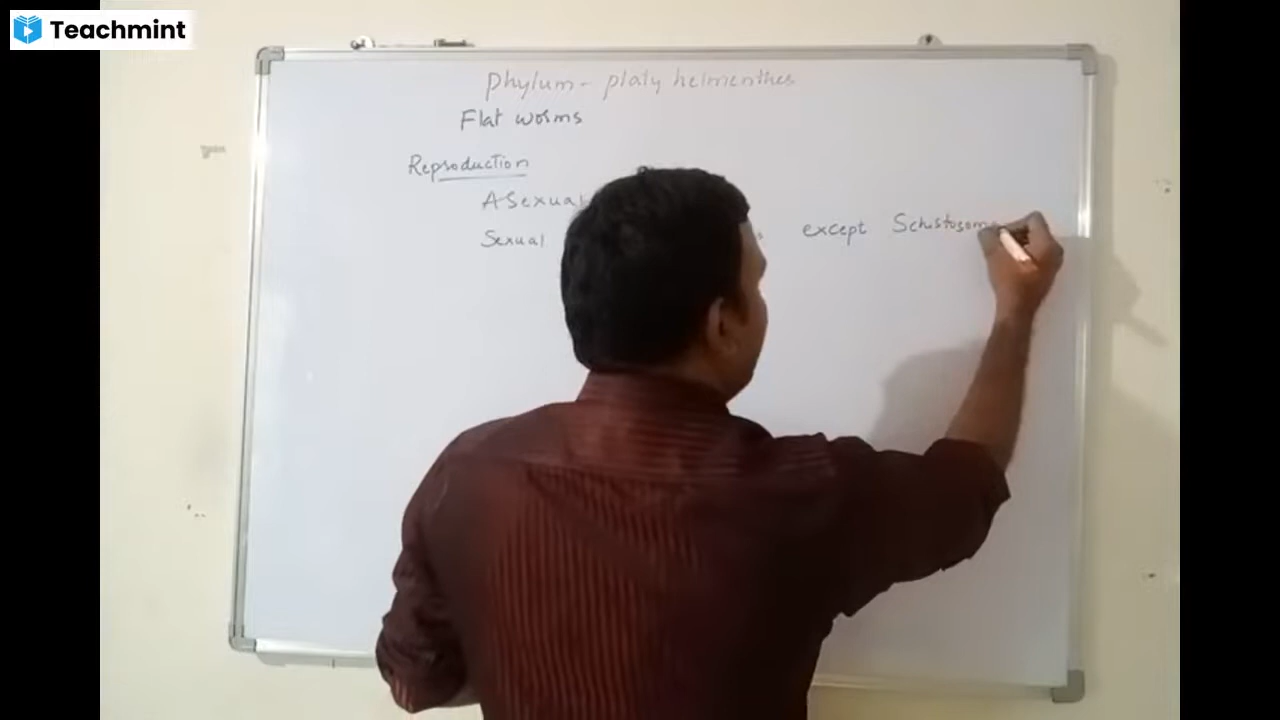 Teachmint
Phylum - platy helmenthes
Flat worms
Reproduction
ASexual
Sexual except Schistosoma